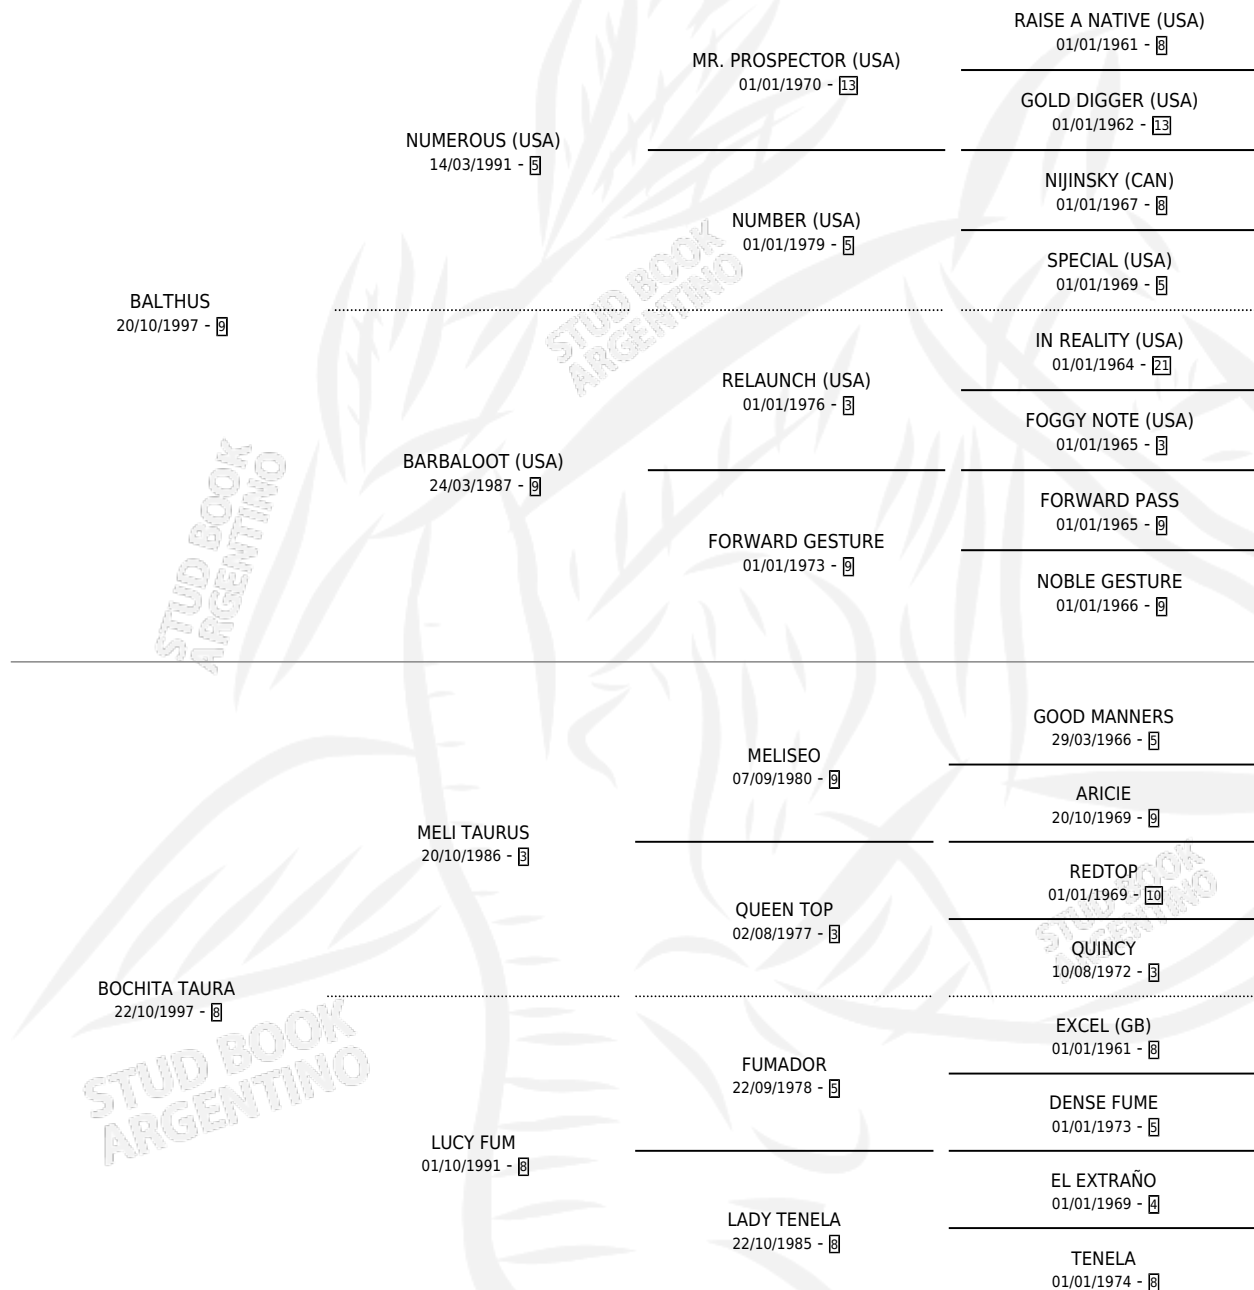 RAISE A NATIVE (USA)
01/01/1961 - 8
MR. PROSPECTOR (USA)
01/01/1970 - 13
GOLD DIGGER (USA)
01/01/1962 - 13
NUMEROUS (USA)
14/03/1991 - 5
NIJINSKY (CAN)
01/01/1967 - 8
NUMBER (USA)
01/01/1979 - 5
SPECIAL (USA)
01/01/1969 - 5
BALTHUS
20/10/1997 - 9
STUD BOOK
ARGENTINO
IN REALITY (USA)
01/01/1964 - 21
RELAUNCH (USA)
01/01/1976 - 3
FOGGY NOTE (USA)
01/01/1965 - 3
BARBALOOT (USA)
24/03/1987 - 9
FORWARD PASS
01/01/1965 - 9
FORWARD GESTURE
01/01/1973 - 9
NOBLE GESTURE
01/01/1966 - 9
STUD BOOK
ARGENTINO
GOOD MANNERS
29/03/1966 - 5
MELISEO
07/09/1980 - 9
ARICIE
20/10/1969 - 9
MELI TAURUS
20/10/1986 - 3
REDTOP
01/01/1969 - 10
QUEEN TOP
02/08/1977 - 3
STUD BOOK
ARGENTINO
QUINCY
10/08/1972 - 3
BOCHITA TAURA
22/10/1997 - 8
EXCEL (GB)
01/01/1961 - 8
FUMADOR
22/09/1978 - 5
STUD BOOK
ARGENTINO
DENSE FUME
01/01/1973 - 5
LUCY FUM
01/10/1991 - 8
EL EXTRAÑO
01/01/1969 - 4
LADY TENELA
22/10/1985 - 8
TENELA
01/01/1974 - 8